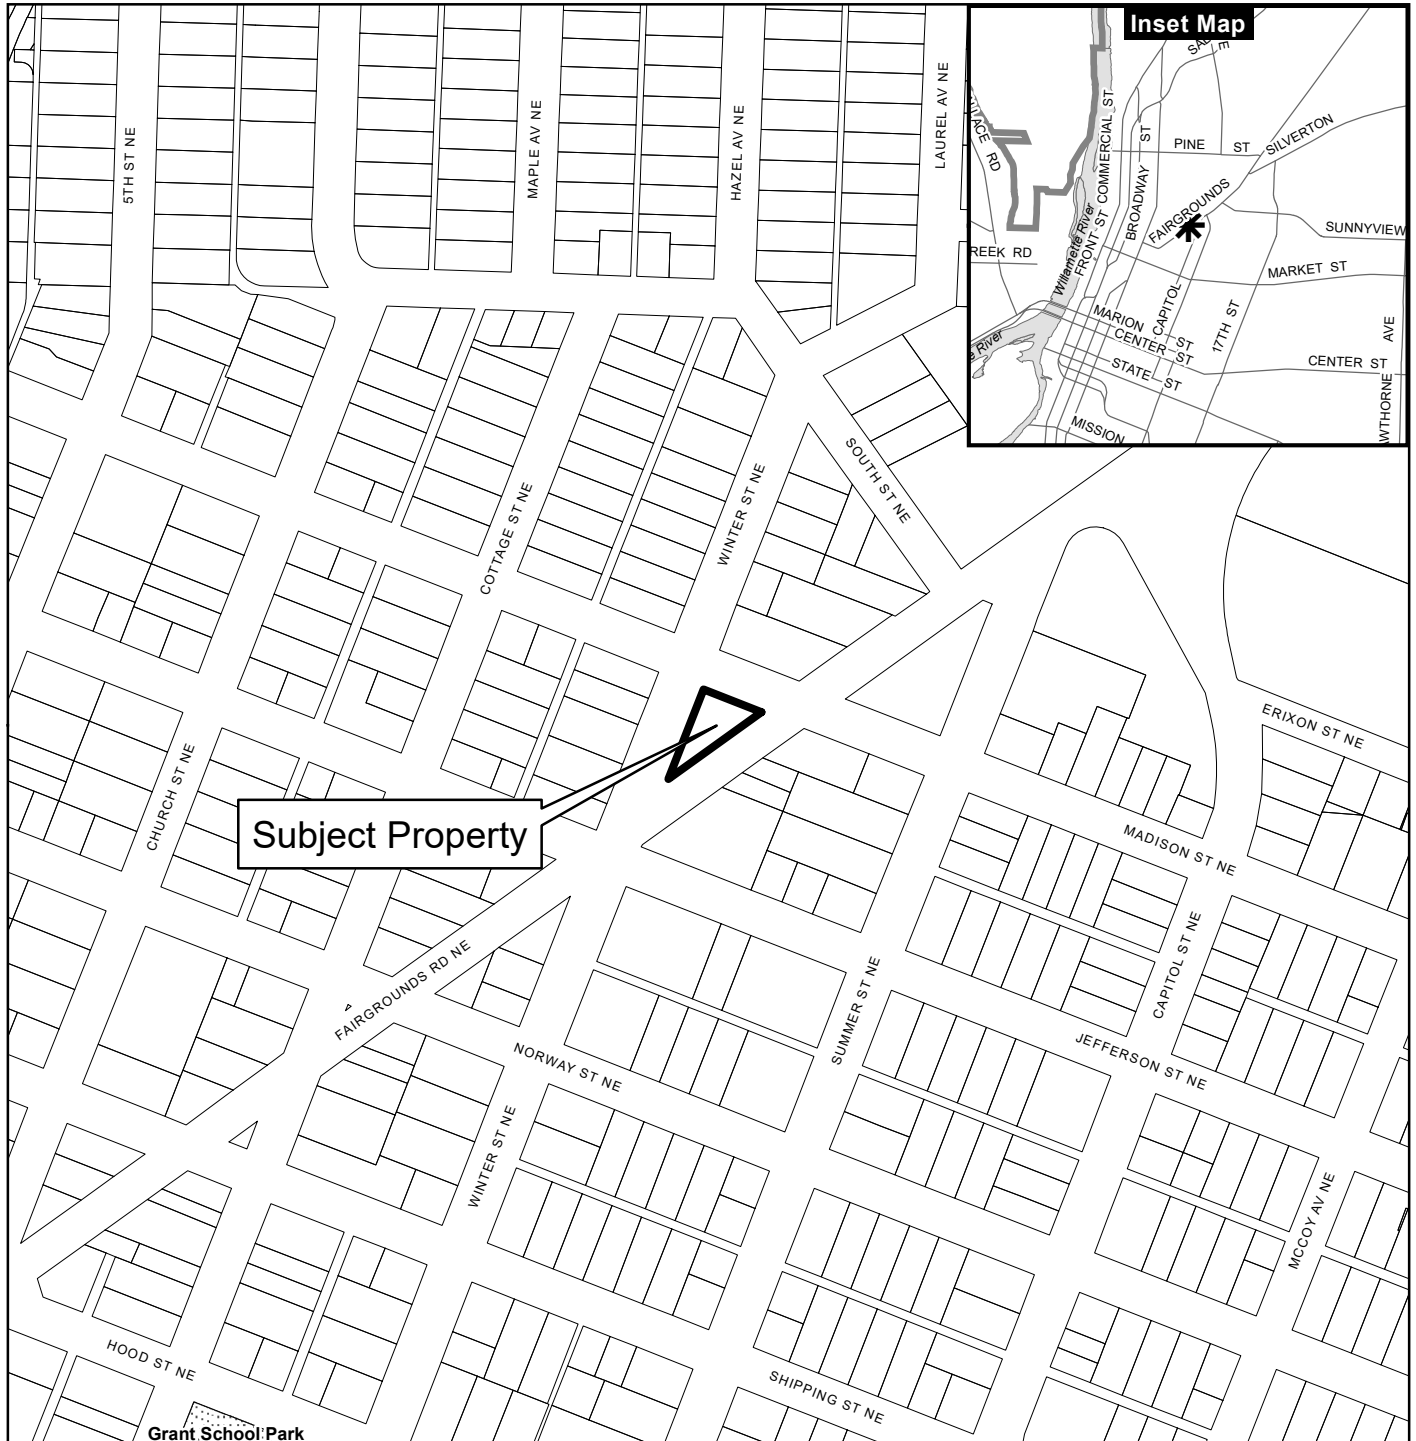 Inset Map
COMMERCIAL ST
BROADWAY ST
PINE ST
SILVERTON
FAIRGROUNDS
SUNNYVIEW
REEK RD
Willamette River
FRONT ST
MARKET ST
CAPITOL
17TH ST
MARION ST
CENTER ST
CENTER ST
STATE ST
AVE
WTHORNE
MISSION
e River
LACE RD
5TH ST NE
MAPLE AV NE
HAZEL AV NE
LAUREL AV NE
SOUTH ST NE
WINTER ST NE
COTTAGE ST NE
ERIXON ST NE
CHURCH ST NE
Subject Property
MADISON ST NE
CAPITOL ST NE
FAIRGROUNDS RD NE
SUMMER ST NE
NORWAY ST NE
JEFFERSON ST NE
WINTER ST NE
MCCOY AV NE
HOOD ST NE
SHIPPING ST NE
Grant School Park